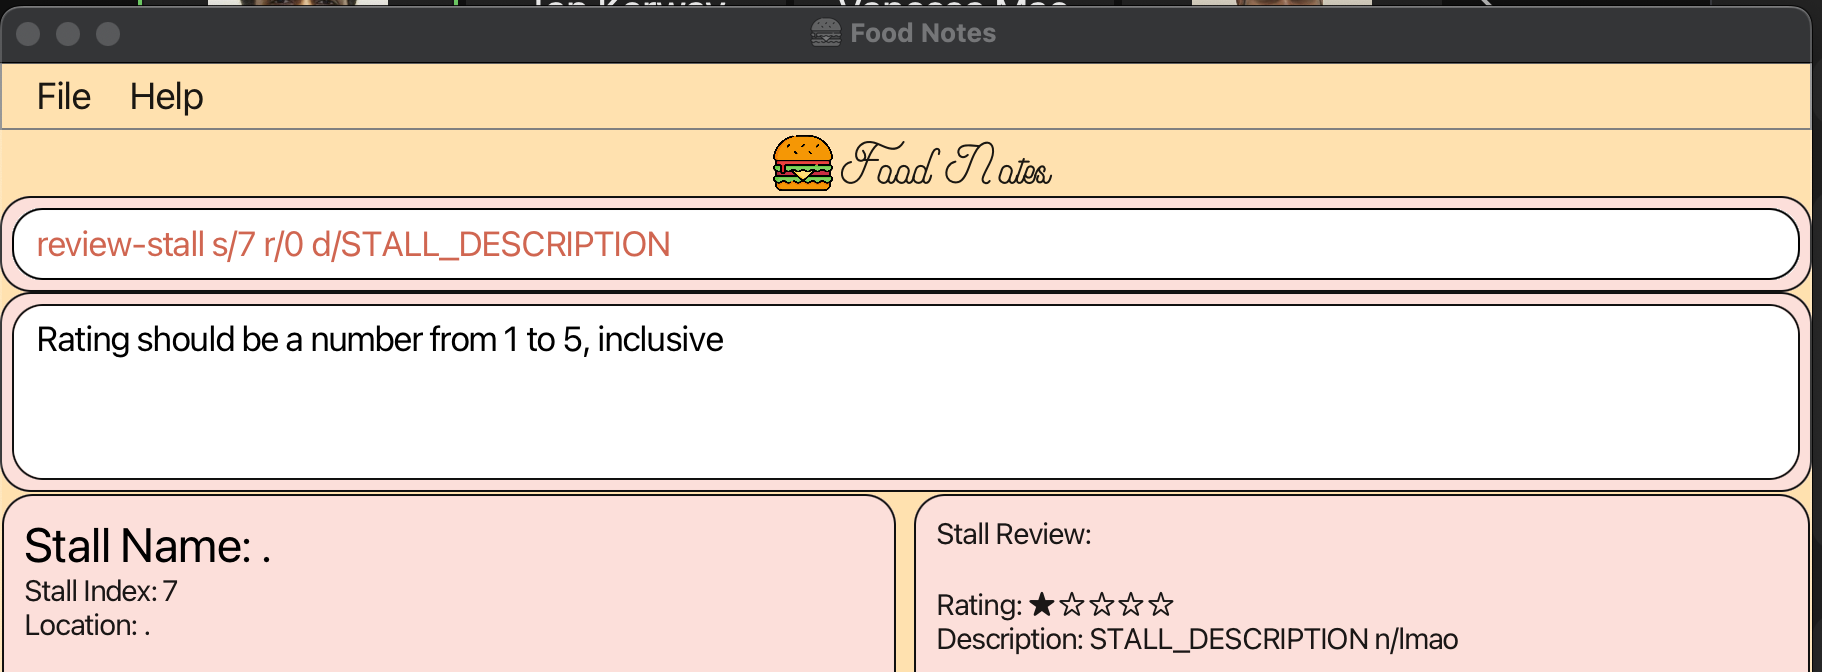 Food Notes
File Help
Food Notes
review-stall s/7 r/0 d/STALL_DESCRIPTION
Rating should be a number from 1 to 5, inclusive
Stall Name: .
Stall Index: 7
Location: .
Stall Review:
Rating: ★☆☆☆☆
Description: STALL_DESCRIPTION n/lmao